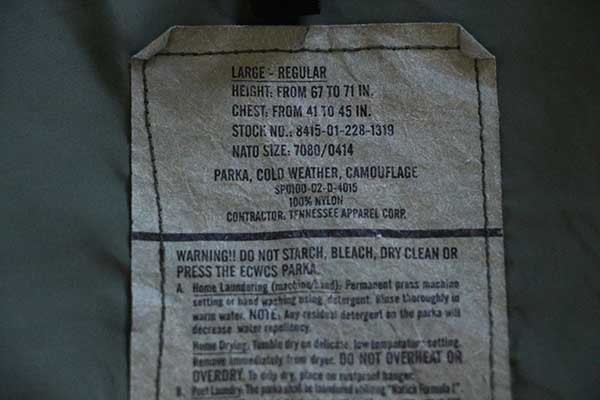 LARGE - REGULAR
HEIGHT: FROM 67 TO 71 IN.
CHEST: FROM 41 TO 45 IN.
STOCK NO.: 8415-01-228-1319
NATO SIZE: 7080/0414
PARKA, COLD WEATHER, CAMOUFLAGE
SPO100-02-D-4015
100% NYLON
CONTRACTOR, TENNESSEE APPAREL CORP.
WARNING!! DO NOT STARCH, BLEACH, DRY CLEAN OR
PRESS THE ECWCS PARKA.
A. Home Laundering (machine/hand): Permanent press machine
setting or hand washing using detergent. Rinse thoroughly in
warm water. NOTE: Any residual detergent on the parka will
decrease water repellency.
Home Drying: Tumble dry on delicate, low temperature setting.
Remove immediately from dryer. DO NOT OVERHEAT OR
OVERDRY. To drip dry, place on rustproof hanger.
B. Post Laundry: The parka shall be laundered utilizing "Native Formula I"